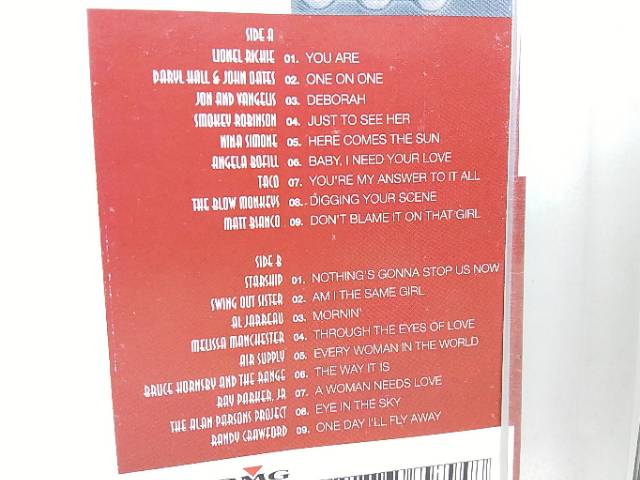 SIDE A
LIONEL RICHIE 01. YOU ARE
DARYL HALL & JOHN OATES 02. ONE ON ONE
JON AND VANGELIS 03. DEBORAH
SMOKEY ROBINSON 04. JUST TO SEE HER
NINA SIMONE 05. HERE COMES THE SUN
ANGELA BOFILL 06. BABY, I NEED YOUR LOVE
TACO 07. YOU'RE MY ANSWER TO IT ALL
THE BLOW MONKEYS 08. DIGGING YOUR SCENE
MATT BIANCO 09. DON'T BLAME IT ON THAT GIRL
SIDE B
STARSHIP 01. NOTHING'S GONNA STOP US NOW
SWING OUT SISTER 02. AM I THE SAME GIRL
AL JARREAU 03. MORNIN'
MELISSA MANCHESTER 04. THROUGH THE EYES OF LOVE
AIR SUPPLY 05. EVERY WOMAN IN THE WORLD
BRUCE HORNSBY AND THE RANGE 06. THE WAY IT IS
RAY PARKER, JR 07. A WOMAN NEEDS LOVE
THE ALAN PARSONS PROJECT 08. EYE IN THE SKY
RANDY CRAWFORD 09. ONE DAY I'LL FLY AWAY
BMG